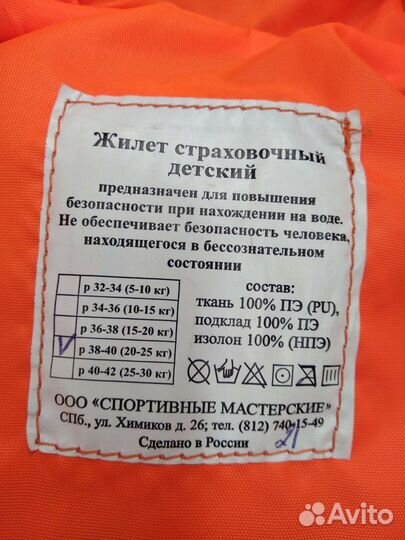 Жилет страховочный
детский
предназначен для повышения
безопасности при нахождении на воде.
Не обеспечивает безопасность человека,
находящегося в бессознательном
состоянии
р 32-34 (5-10 кг)
р 34-36 (10-15 кг)
р 36-38 (15-20 кг)
р 38-40 (20-25 кг)
р 40-42 (25-30 кг)
состав:
ткань 100% ПЭ (PU),
подклад 100% ПЭ
изолон 100% (НПЭ)
ООО «СПОРТИВНЫЕ МАСТЕРСКИЕ»
СПб., ул. Химиков д. 26; тел. (812) 740-15-49
Сделано в России
Avito